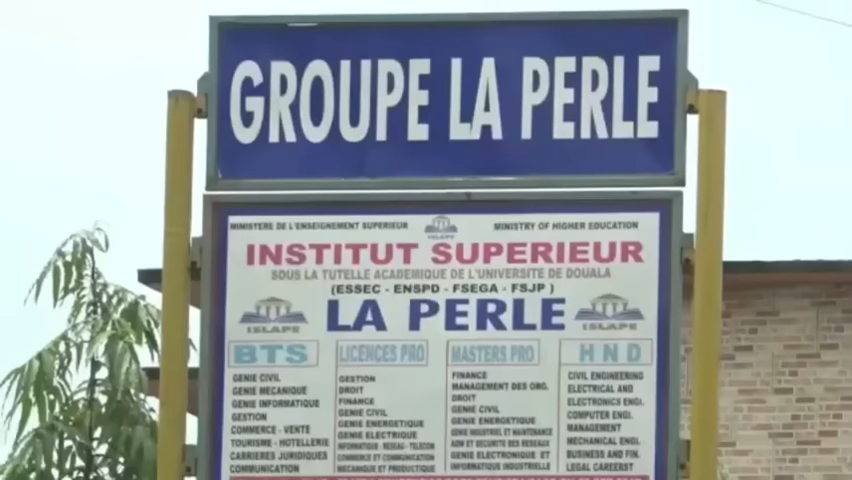 GROUPE LA PERLE
MINISTERE DE L'ENSEIGNEMENT SUPERIEUR
MINISTRY OF HIGHER EDUCATION
ISLAPE
INSTITUT SUPERIEUR
SOUS LA TUTELLE ACADEMIQUE DE L'UNIVERSITE DE DOUALA
(ESSEC - ENSPD - FSEGA - FSJP )
ISLAPE
LA PERLE
ISLAPE
BTS
GENIE CIVIL
GENIE MECANIQUE
GENIE INFORMATIQUE
GESTION
COMMERCE - VENTE
TOURISME - HOTELLERIE
CARRIERES JURIDIQUES
COMMUNICATION
LICENCES PRO
GESTION
DROIT
FINANCE
GENIE CIVIL
GENIE ENERGETIQUE
GENIE ELECTRIQUE
INFORMATIQUE - RESEAU - TELECOM
COMMERCE ET COMMUNICATION
MECANIQUE ET PRODUCTIQUE
MASTERS PRO
FINANCE
MANAGEMENT DES ORG.
DROIT
GENIE CIVIL
GENIE ENERGETIQUE
GENIE INDUSTRIEL ET MAINTENANCE
ADM ET SECURITE DES RESEAUX
GENIE ELECTRONIQUE ET
INFORMATIQUE INDUSTRIELLE
HND
CIVIL ENGINEERING
ELECTRICAL AND
ELECTRONICS ENGI.
COMPUTER ENGI.
MANAGEMENT
MECHANICAL ENGI.
BUSINESS AND FIN.
LEGAL CAREERST